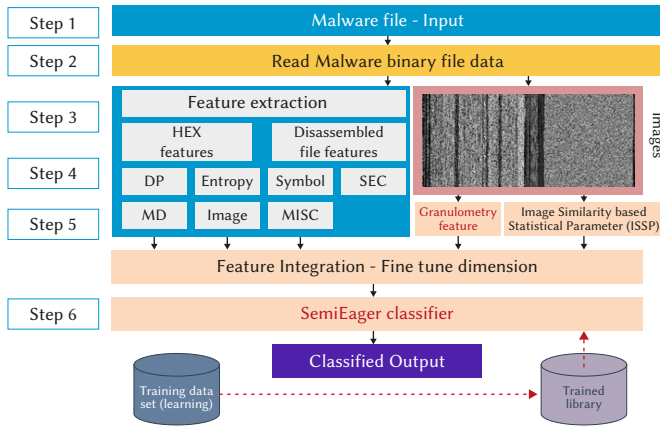 Step 1
Malware file - Input
Step 2
Read Malware binary file data
Step 3
Feature extraction
HEX
features
Disassembled
file features
images
Step 4
DP
Entropy
Symbol
SEC
Step 5
MD
Image
MISC
Granulometry
feature
Image Similarity based
Statistical Parameter (ISSP)
Feature Integration - Fine tune dimension
Step 6
SemiEager classifier
Classified Output
Training data
set (learning)
Trained
library